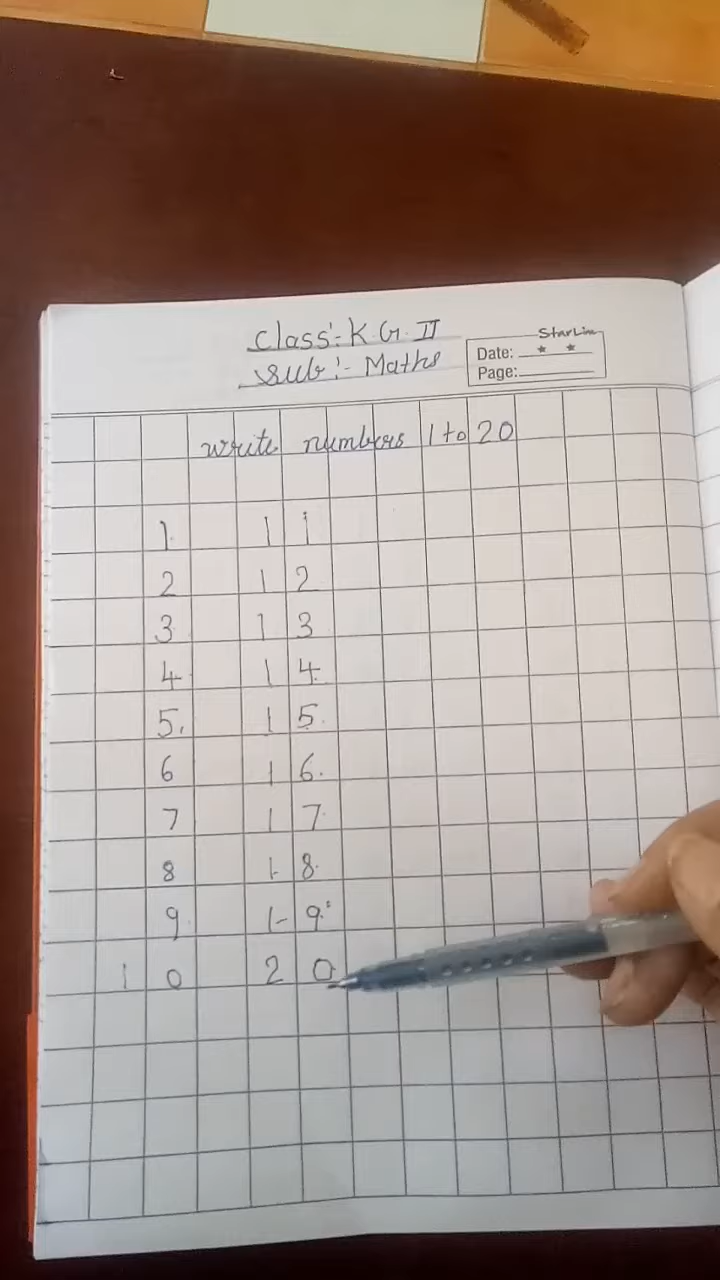 Class:- K.G. II
Sub:- Maths
StarLine
Date:
Page:
write numbers 1 to 20
1 11
2 12
3 13
4 14
5 15
6 16
7 17
8 18
9 19
10 20